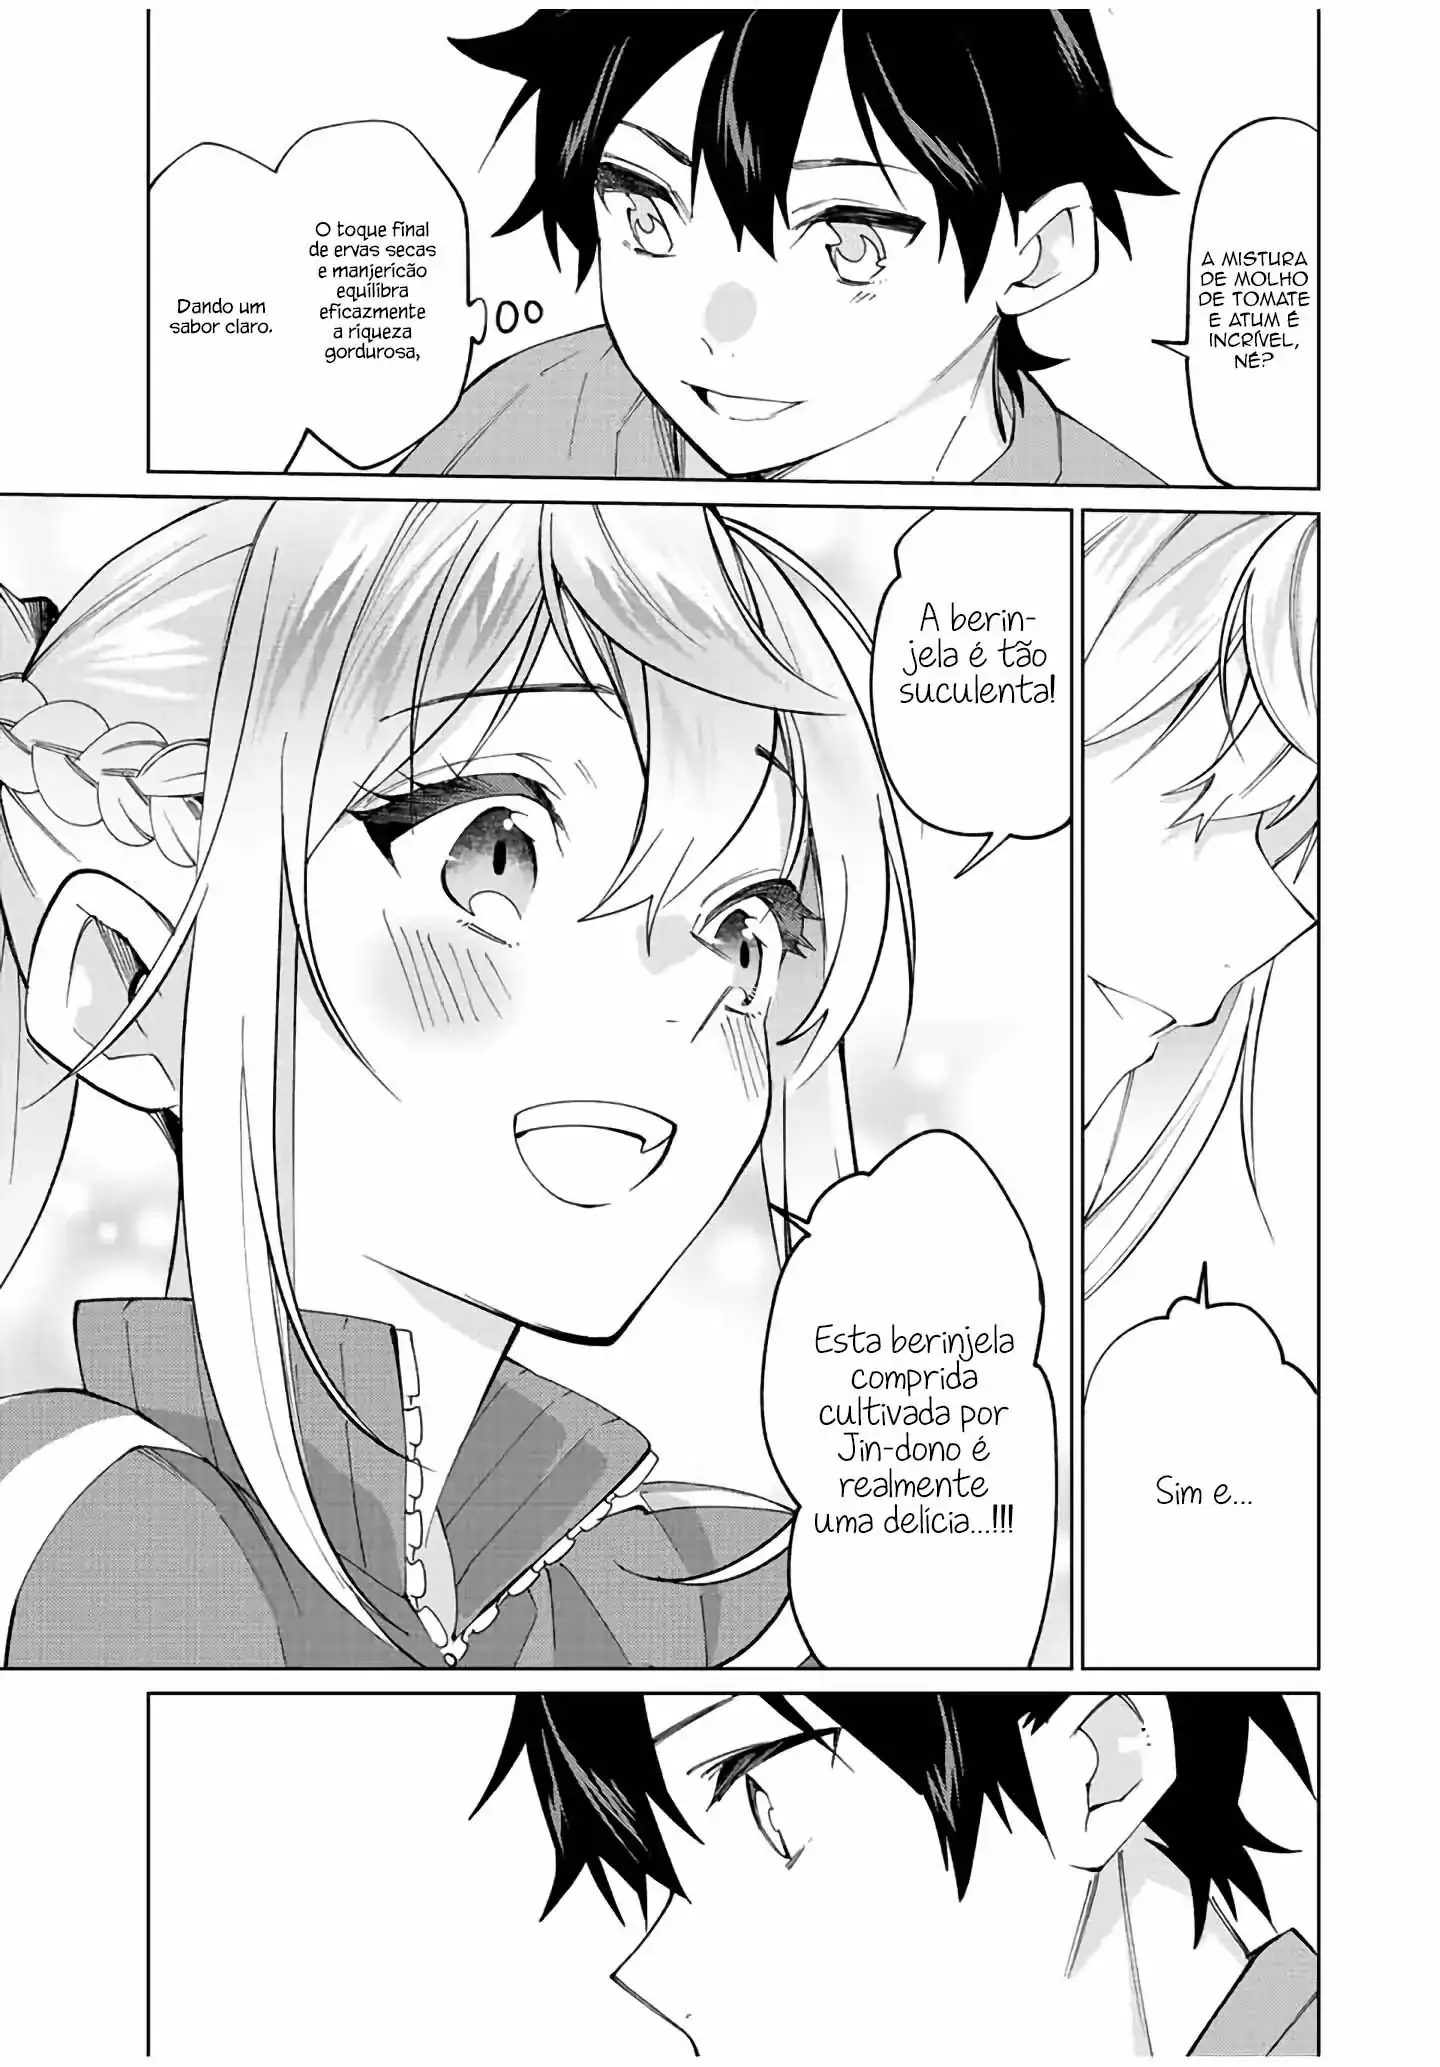 A MISTURA
DE MOLHO
DE TOMATE
E ATUM É
INCRÍVEL,
NÉ?
O toque final
de ervas secas
e manjericão
equilibra
eficazmente
a riqueza
gordurosa,
Dando um
sabor claro.
Sim e...
A berin-
jela é tão
suculenta!
Esta berinjela
comprida
cultivada por
Jin-dono é
realmente
uma delícia...!!!